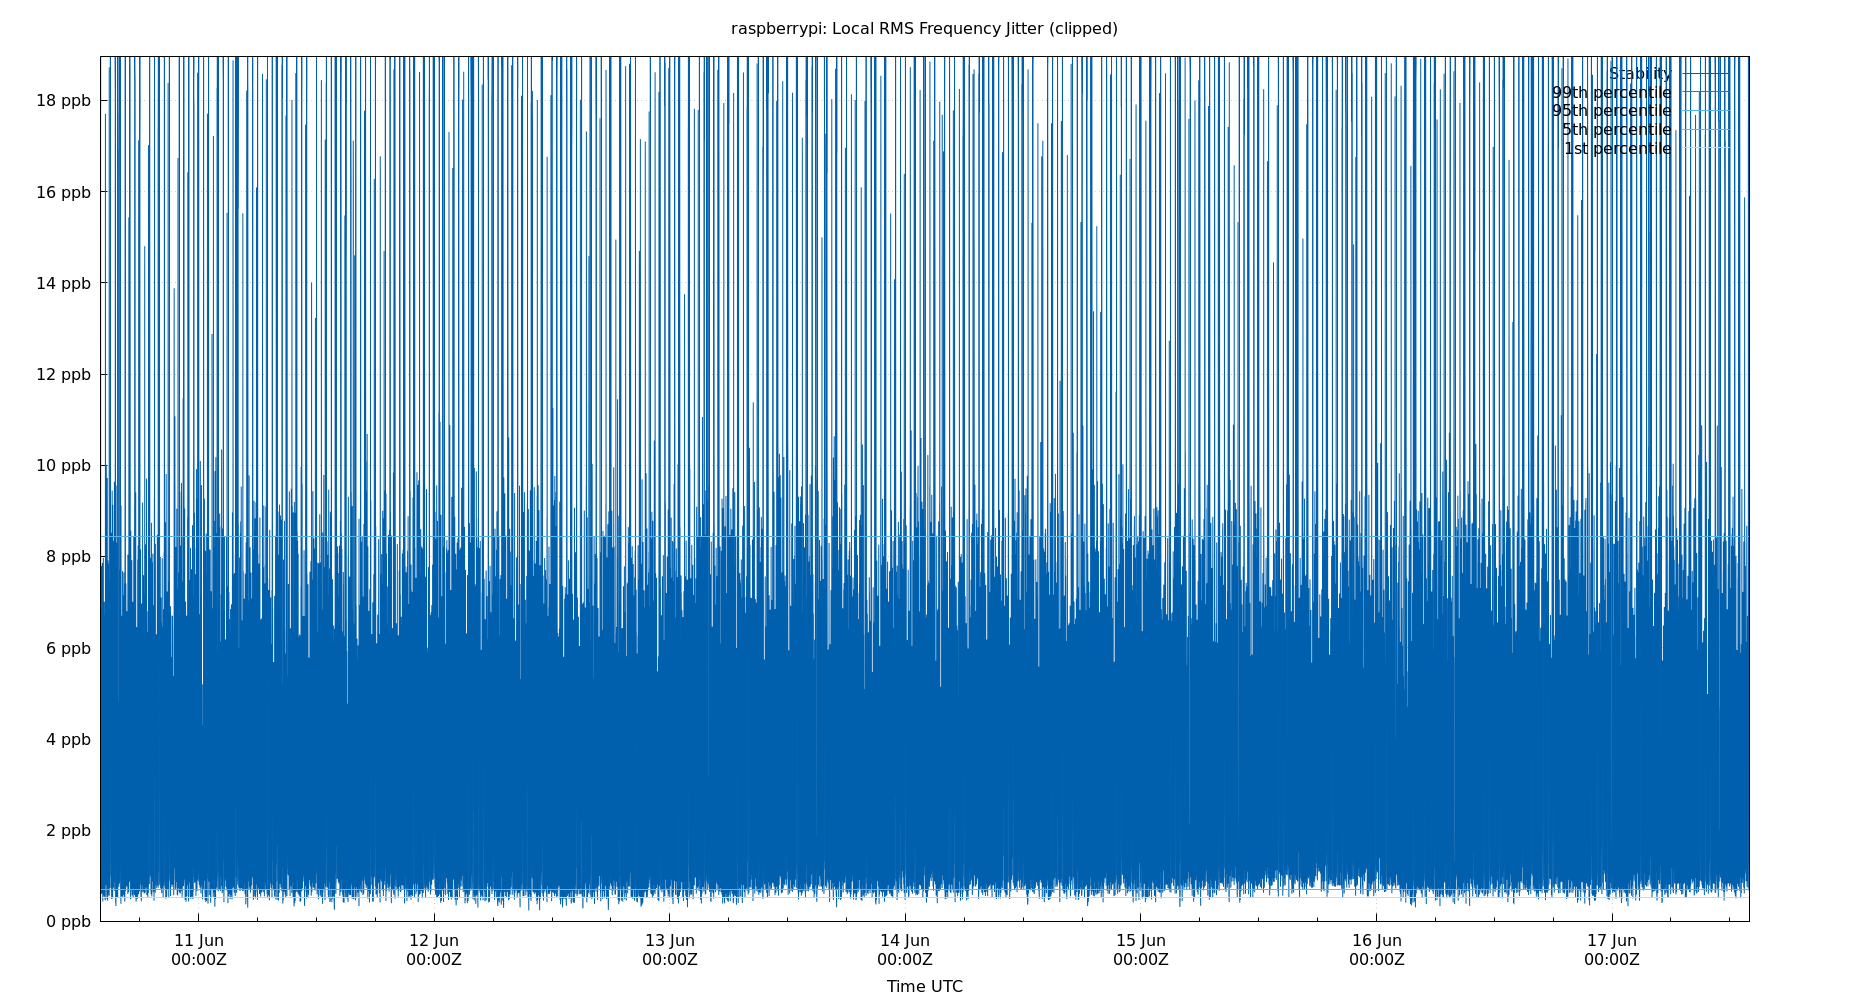 raspberrypi: Local RMS Frequency Jitter (clipped)
Stability
99th percentile
95th percentile
5th percentile
1st percentile
18 ppb
16 ppb
14 ppb
12 ppb
10 ppb
8 ppb
6 ppb
4 ppb
2 ppb
0 ppb
11 Jun
00:00Z
12 Jun
00:00Z
13 Jun
00:00Z
14 Jun
00:00Z
15 Jun
00:00Z
16 Jun
00:00Z
17 Jun
00:00Z
Time UTC